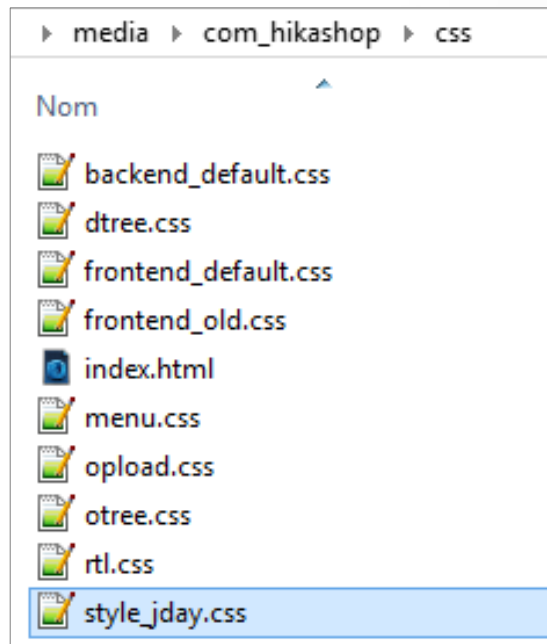 media com_hikashop css
Nom
backend_default.css
dtree.css
frontend_default.css
frontend_old.css
index.html
menu.css
opload.css
otree.css
rtl.css
style_jday.css